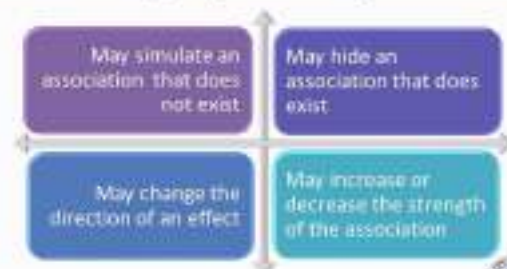 May simulate an
association that does
not exist
May hide an
association that does
exist
May change the
direction of an effect
May increase or
decrease the strength
of the association